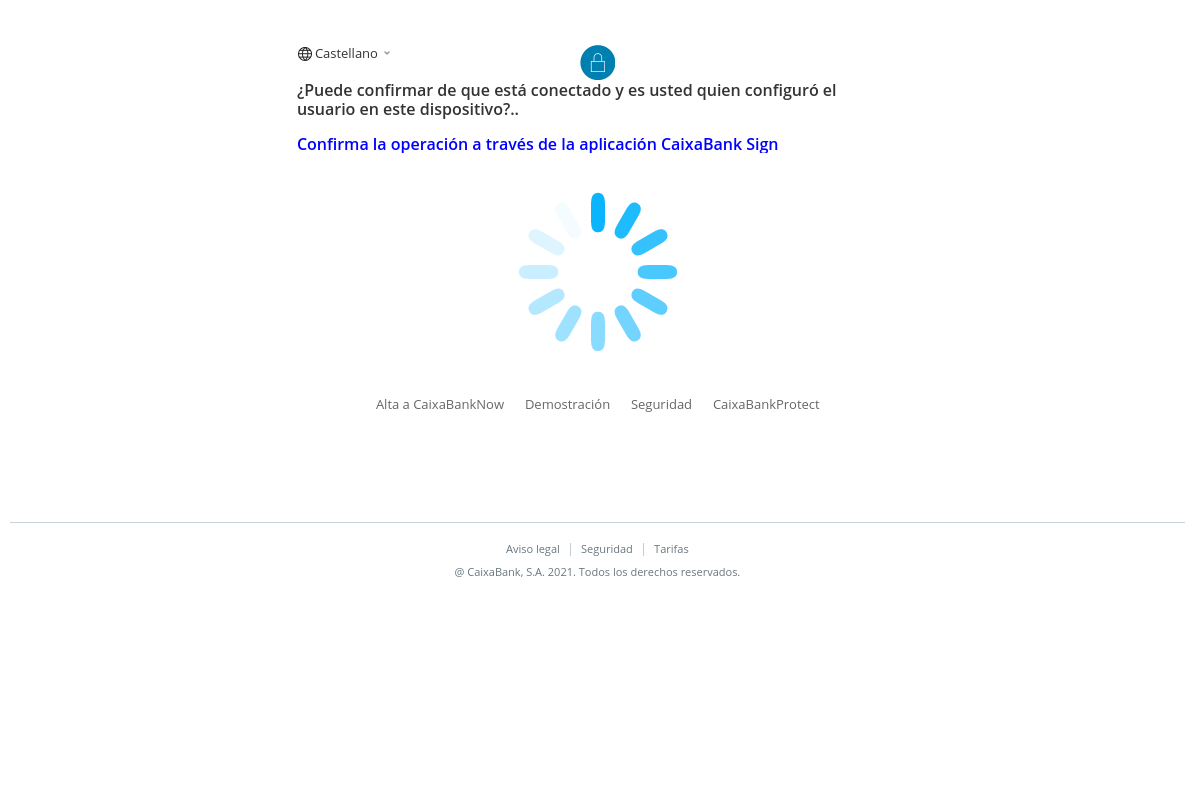 Castellano
¿Puede confirmar de que está conectado y es usted quien configuró el
usuario en este dispositivo?..
Confirma la operación a través de la aplicación CaixaBank Sign
Alta a CaixaBankNow Demostración Seguridad CaixaBankProtect
Aviso legal Seguridad Tarifas
@ CaixaBank, S.A. 2021. Todos los derechos reservados.